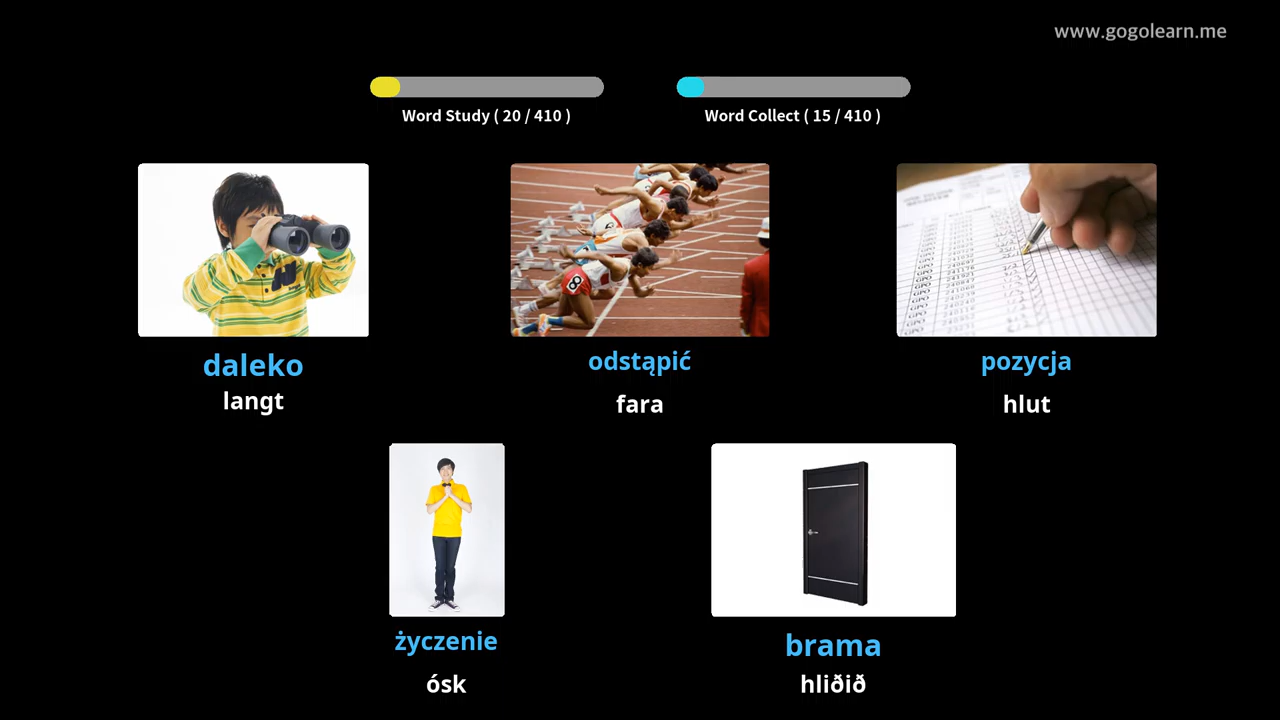 www.gogolearn.me
Word Study ( 20 / 410 )
Word Collect ( 15 / 410 )
daleko
langt
odstąpić
fara
pozycja
hlut
życzenie
ósk
brama
hliðið